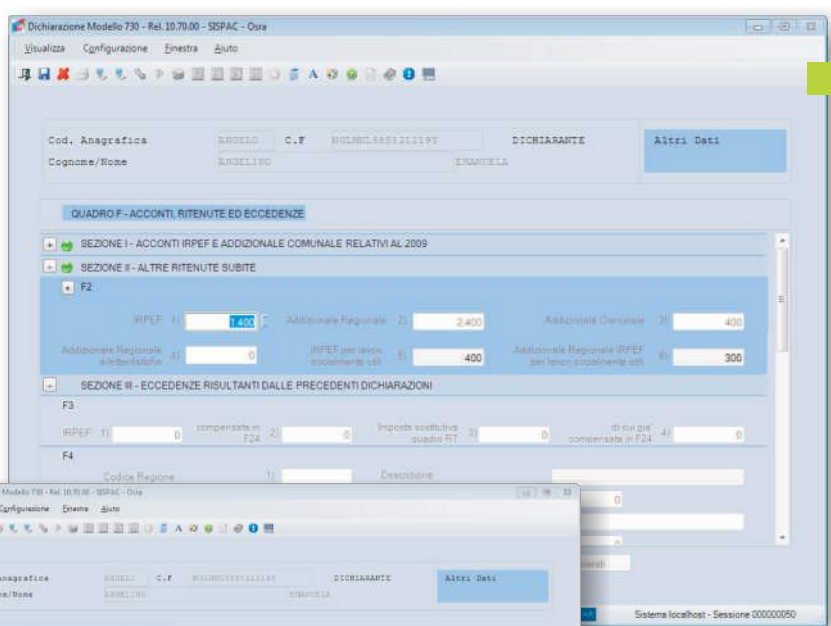 Dichiarazione Modello 730 - Rel. 10.70.00 - SISPAC - Osra
Visualizza Configurazione Finestra Aiuto
Cod. Anagrafica ANGELO C.F DICHIARANTE Altri Dati
Cognome/Nome ANGELINO EMANUELA
QUADRO F - ACCONTI, RITENUTE ED ECCEDENZE
+ SEZIONE I - ACCONTI IRPEF E ADDIZIONALE COMUNALE RELATIVI AL 2009
- SEZIONE II - ALTRE RITENUTE SUBITE
+ F2
IRPEF 1) 1.400 Addizionale Regionale 2) 2.400 Addizionale Comunale 3) 400
Addizionale Regionale IRPEF per lavori Addizionale Regionale IRPEF
dilettantistiche 4) 0 socialmente utili 5) 400 per lavori socialmente utili 6) 300
- SEZIONE III - ECCEDENZE RISULTANTI DALLE PRECEDENTI DICHIARAZIONI
F3
IRPEF 1) 0 compensata in F24 2) 0 Imposta sostitutiva quadro RT 3) 0 di cui gia' compensata in F24 4) 0
F4
Codice Regione 1) Descrizione
0
0
Modello 730 - Rel. 10.70.00 - SISPAC - Osra
Configurazione Finestra Aiuto
anagrafica ANGELO C.F DICHIARANTE Altri Dati
me/Nome ANGELINO EMANUELA
Sistema localhost - Sessione 000000050